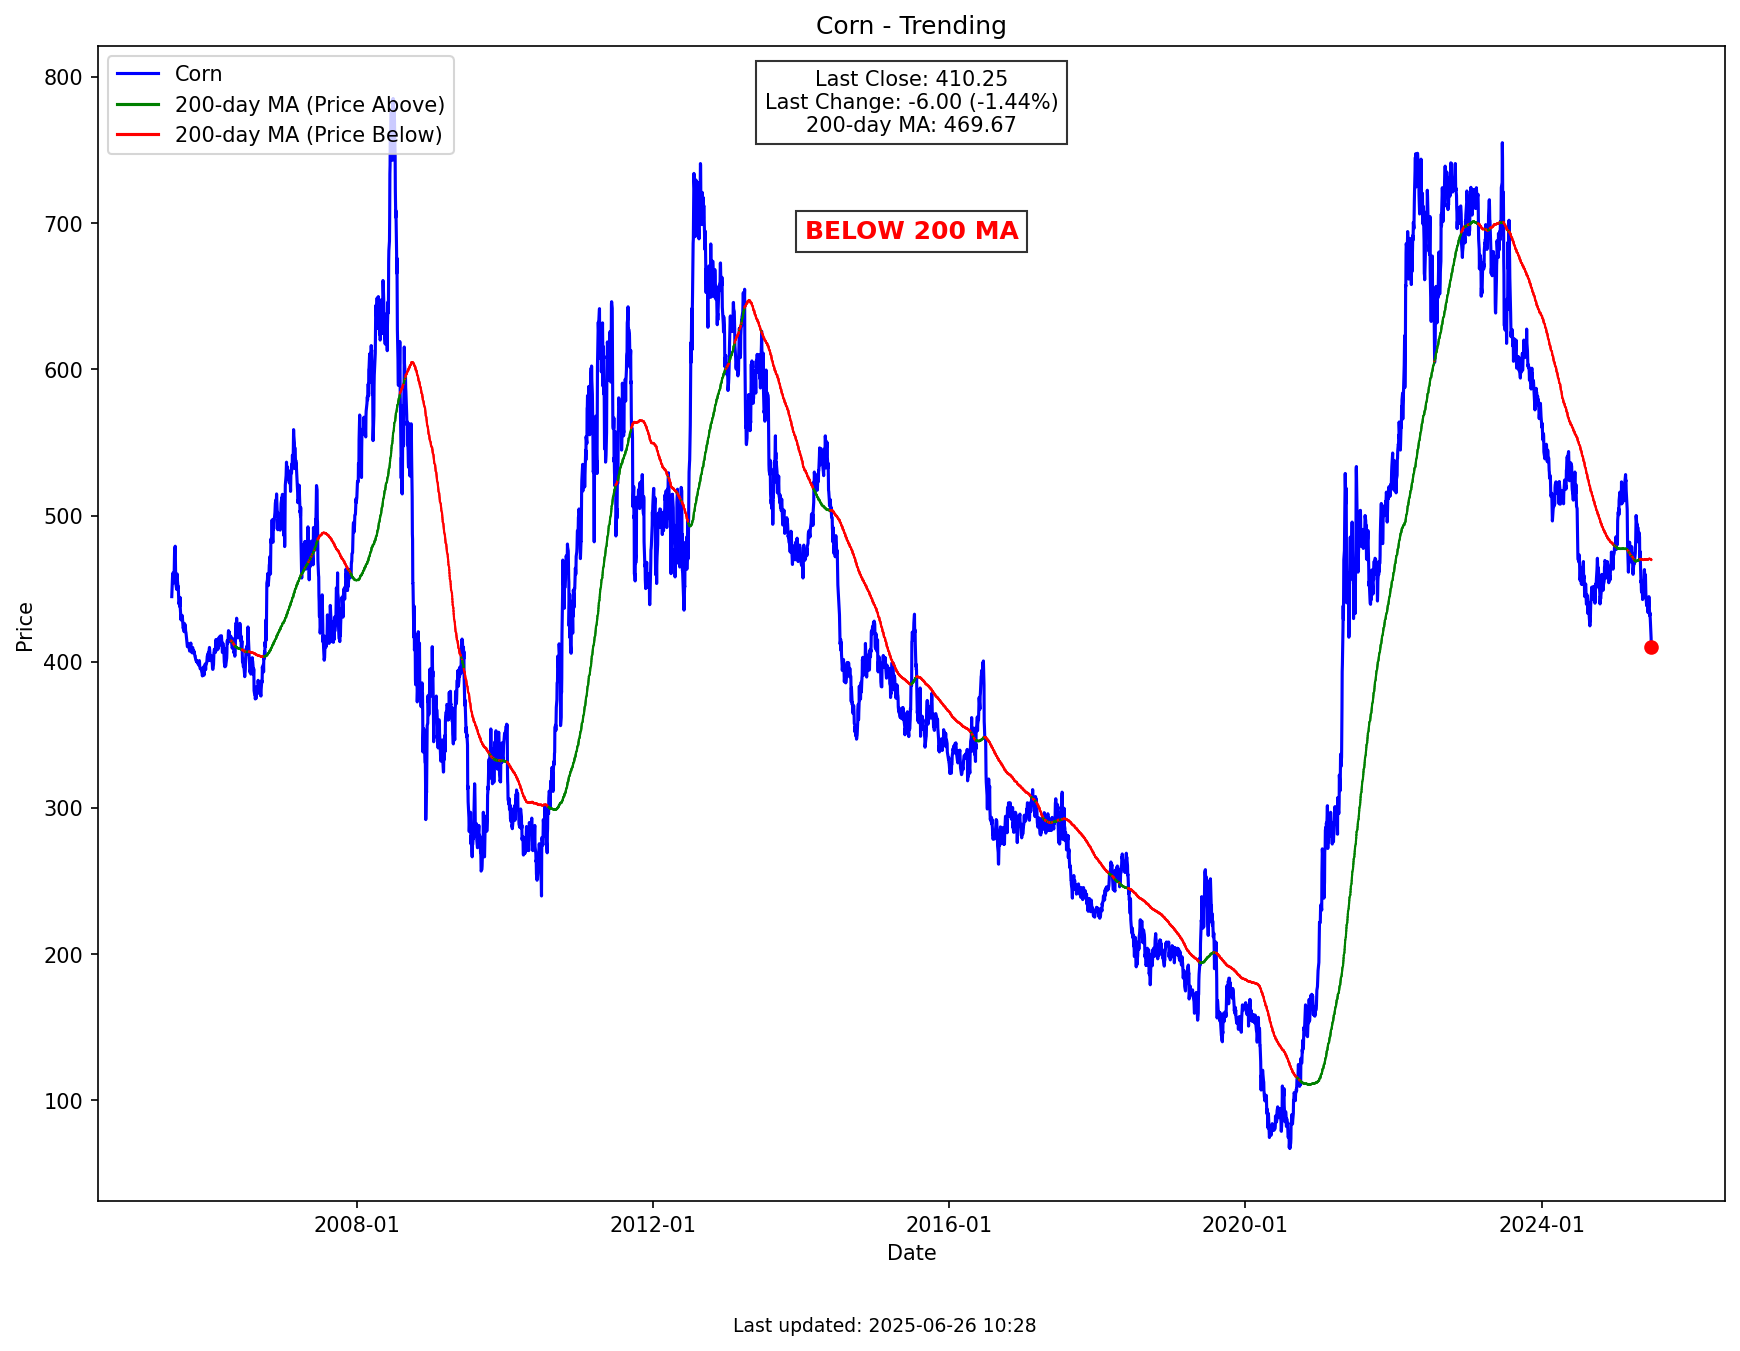 Corn - Trending
Corn
200-day MA (Price Above)
200-day MA (Price Below)
Last Close: 410.25
Last Change: -6.00 (-1.44%)
200-day MA: 469.67
BELOW 200 MA
Price
800
700
600
500
400
300
200
100
2008-01
2012-01
2016-01
2020-01
2024-01
Date
Last updated: 2025-06-26 10:28